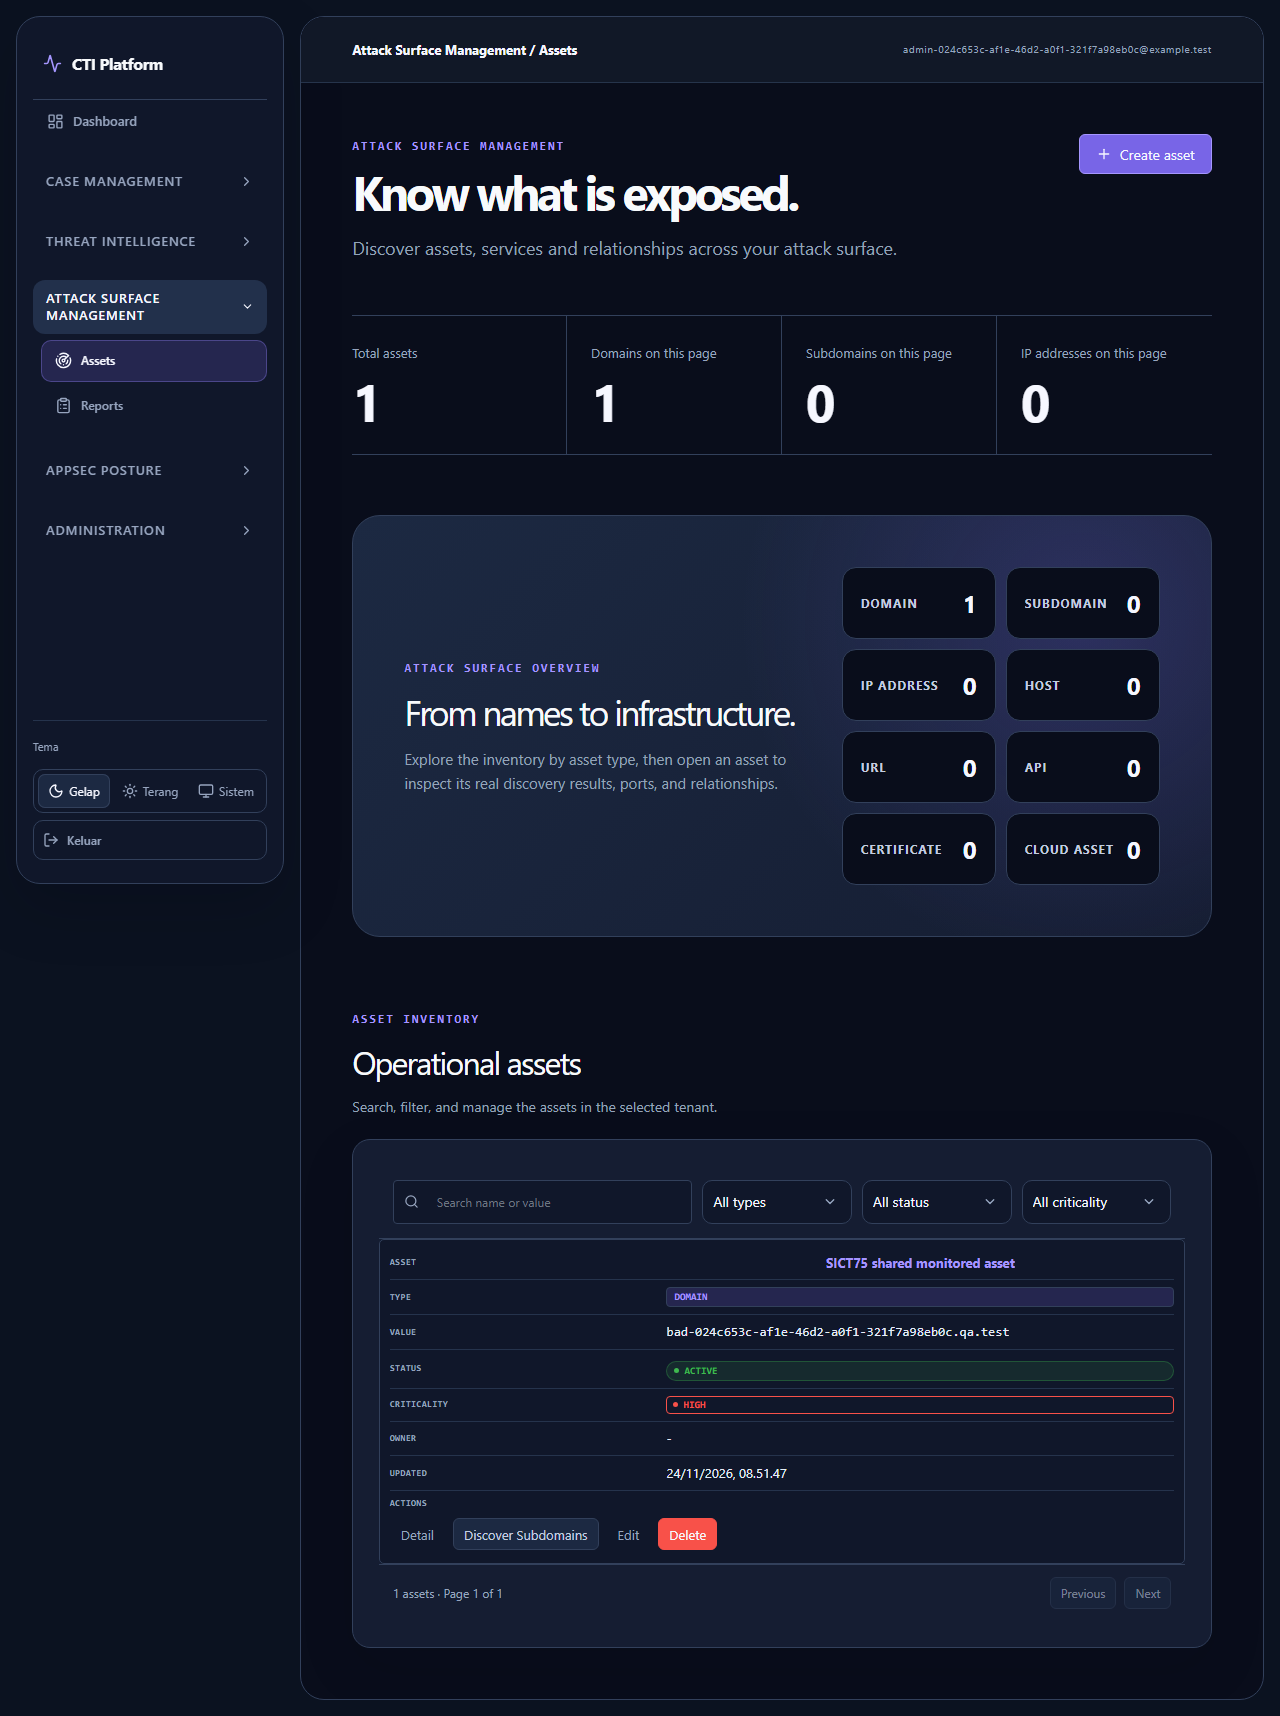 CTI Platform
Dashboard
CASE MANAGEMENT
THREAT INTELLIGENCE
ATTACK SURFACE
MANAGEMENT
Assets
Reports
APPSEC POSTURE
ADMINISTRATION
Tema
Gelap Terang Sistem
Keluar
Attack Surface Management / Assets
admin-024c653c-af1e-46d2-a0f1-321f7a98eb0c@example.test
ATTACK SURFACE MANAGEMENT
Create asset
Know what is exposed.
Discover assets, services and relationships across your attack surface.
Total assets
1
Domains on this page
1
Subdomains on this page
0
IP addresses on this page
0
ATTACK SURFACE OVERVIEW
From names to infrastructure.
Explore the inventory by asset type, then open an asset to
inspect its real discovery results, ports, and relationships.
DOMAIN 1
SUBDOMAIN 0
IP ADDRESS 0
HOST 0
URL 0
API 0
CERTIFICATE 0
CLOUD ASSET 0
ASSET INVENTORY
Operational assets
Search, filter, and manage the assets in the selected tenant.
Search name or value
All types
All status
All criticality
ASSET SICT75 shared monitored asset
TYPE DOMAIN
VALUE bad-024c653c-af1e-46d2-a0f1-321f7a98eb0c.qa.test
STATUS ACTIVE
CRITICALITY HIGH
OWNER -
UPDATED 24/11/2026, 08.51.47
ACTIONS
Detail Discover Subdomains Edit Delete
1 assets · Page 1 of 1
Previous Next